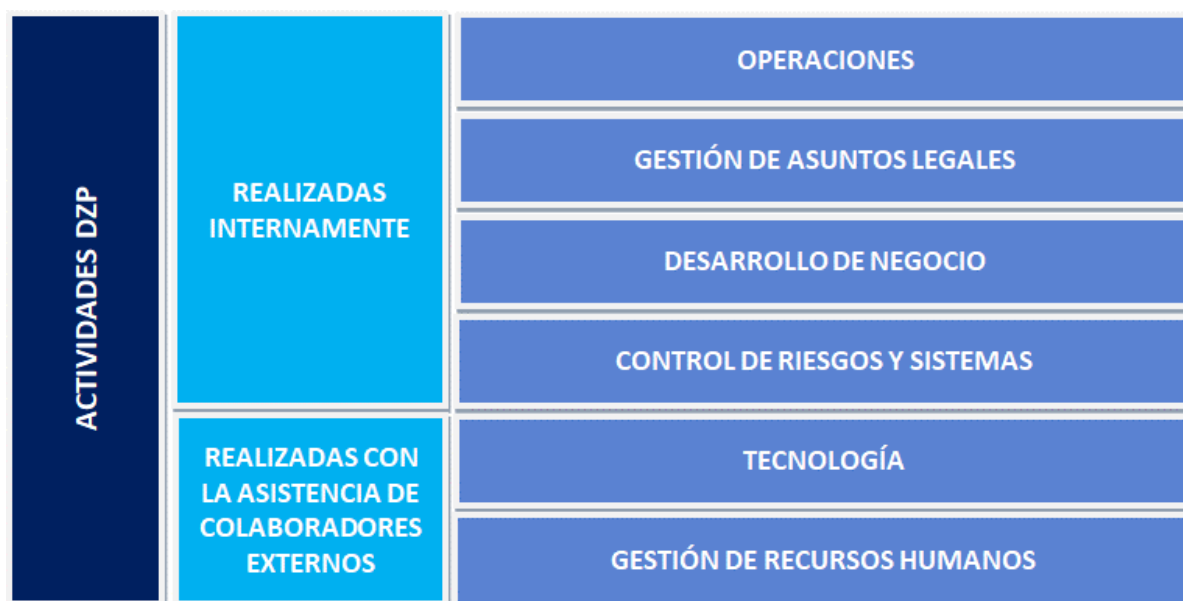 ACTIVIDADES DZP
REALIZADAS
INTERNAMENTE
OPERACIONES
GESTIÓN DE ASUNTOS LEGALES
DESARROLLO DE NEGOCIO
CONTROL DE RIESGOS Y SISTEMAS
REALIZADAS CON
LA ASISTENCIA DE
COLABORADORES
EXTERNOS
TECNOLOGÍA
GESTIÓN DE RECURSOS HUMANOS